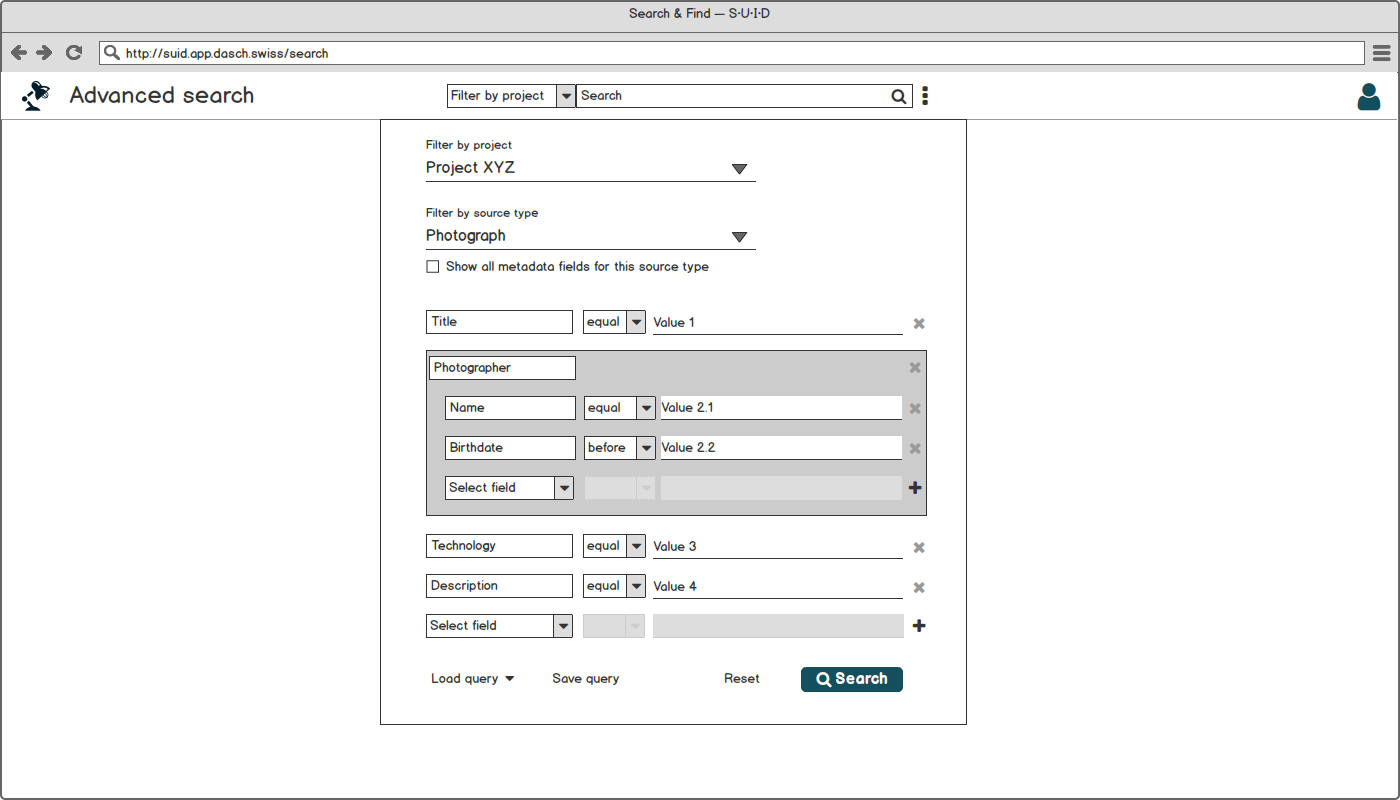 Search & Find — S·U·I·D
http://suid.app.dasch.swiss/search
Advanced search
Filter by project
Search
Filter by project
Project XYZ
Filter by source type
Photograph
Show all metadata fields for this source type
Title equal Value 1
Photographer
Name equal Value 2.1
Birthdate before Value 2.2
Select field
Technology equal Value 3
Description equal Value 4
Select field
Load query Save query Reset Search